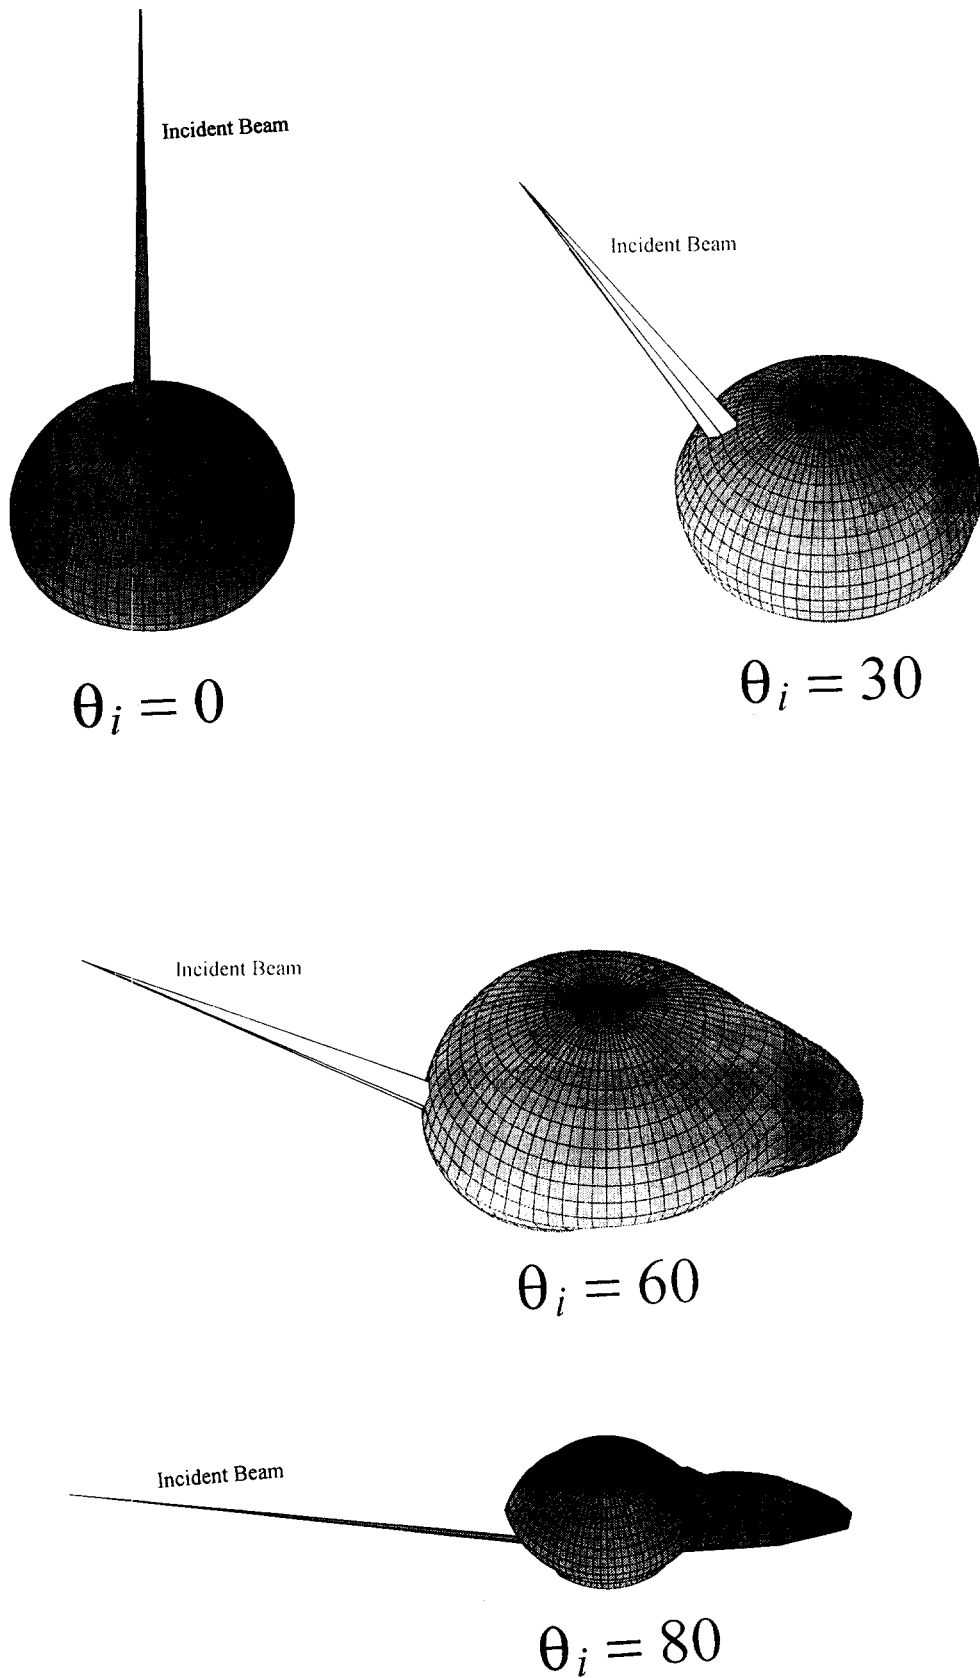 Incident Beam
Incident Beam
θi = 0
θi = 30
Incident Beam
θi = 60
Incident Beam
θi = 80